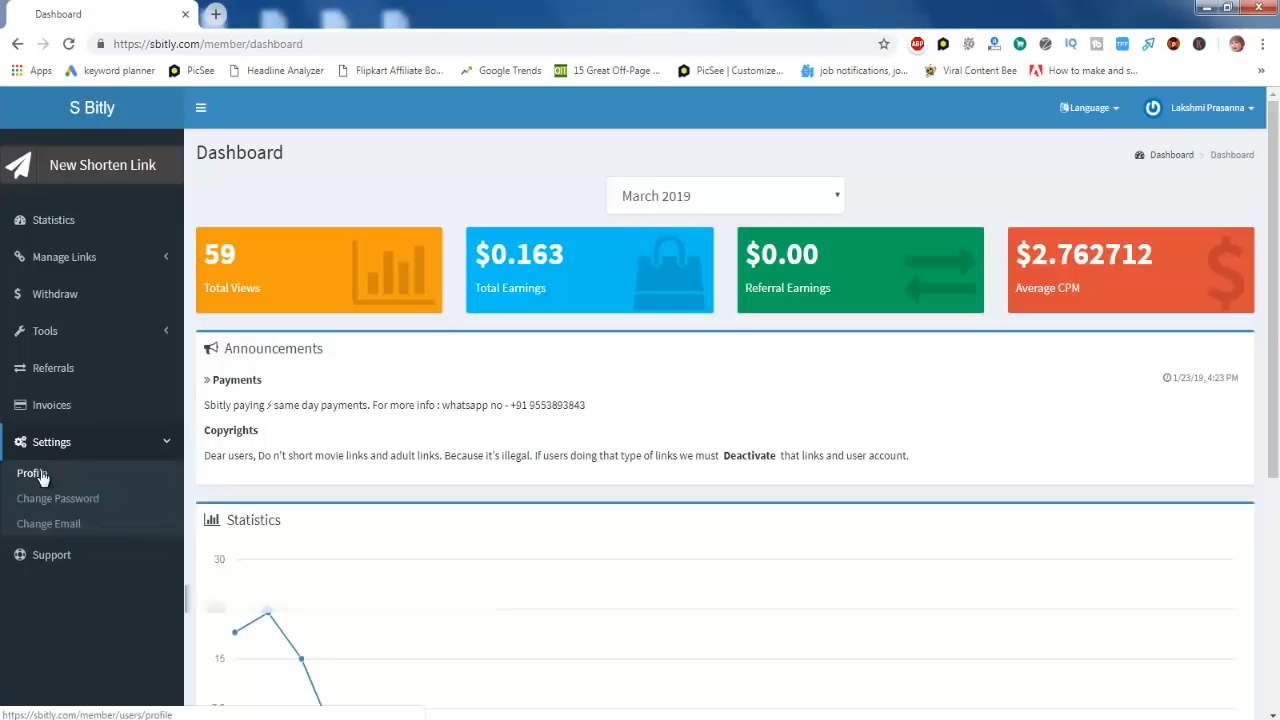 Dashboard
https://sbitly.com/member/dashboard
Apps
keyword planner
PicSee
Headline Analyzer
Flipkart Affiliate Bo...
Google Trends
15 Great Off-Page ...
PicSee | Customize...
job notifications, jo...
Viral Content Bee
How to make and s...
S Bitly
Language
Lakshmi Prasanna
New Shorten Link
Statistics
Manage Links
Withdraw
Tools
Referrals
Invoices
Settings
Profile
Change Password
Change Email
Support
Dashboard
Dashboard > Dashboard
March 2019
59
Total Views
$0.163
Total Earnings
$0.00
Referral Earnings
$2.762712
Average CPM
Announcements
» Payments
1/23/19, 4:23 PM
Sbitly paying ⚡ same day payments. For more info : whatsapp no - +91 9553893843
Copyrights
Dear users, Do n't short movie links and adult links. Because it's illegal. If users doing that type of links we must Deactivate that links and user account.
Statistics
30
15
https://sbitly.com/member/users/profile